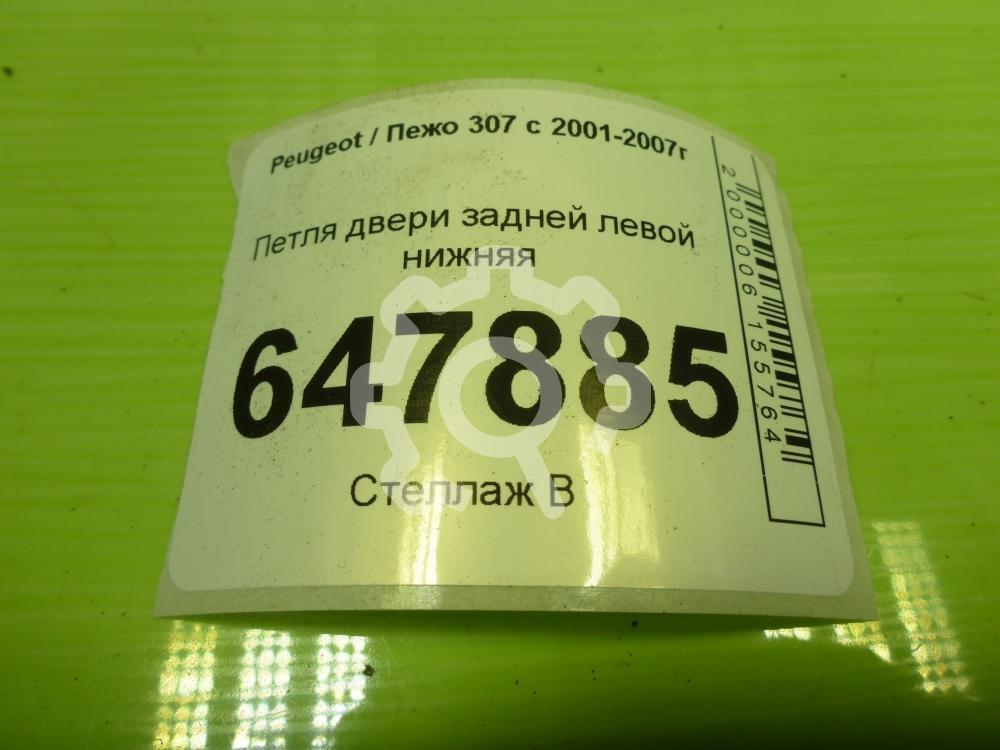 Peugeot / Пежо 307 с 2001-2007г
Петля двери задней левой
нижняя
647885
Стеллаж В
2000006155764